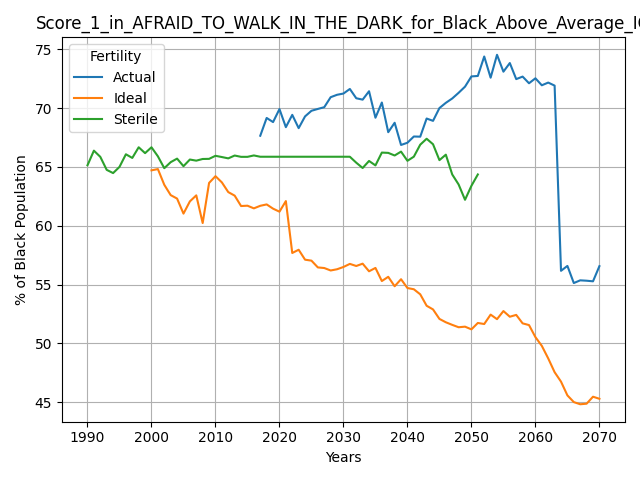 Score_1_in_AFRAID_TO_WALK_IN_THE_DARK_for_Black_Above_Average_I
Fertility
Actual
Ideal
Sterile
75
70
65
60
55
50
45
% of Black Population
1990
2000
2010
2020
2030
2040
2050
2060
2070
Years